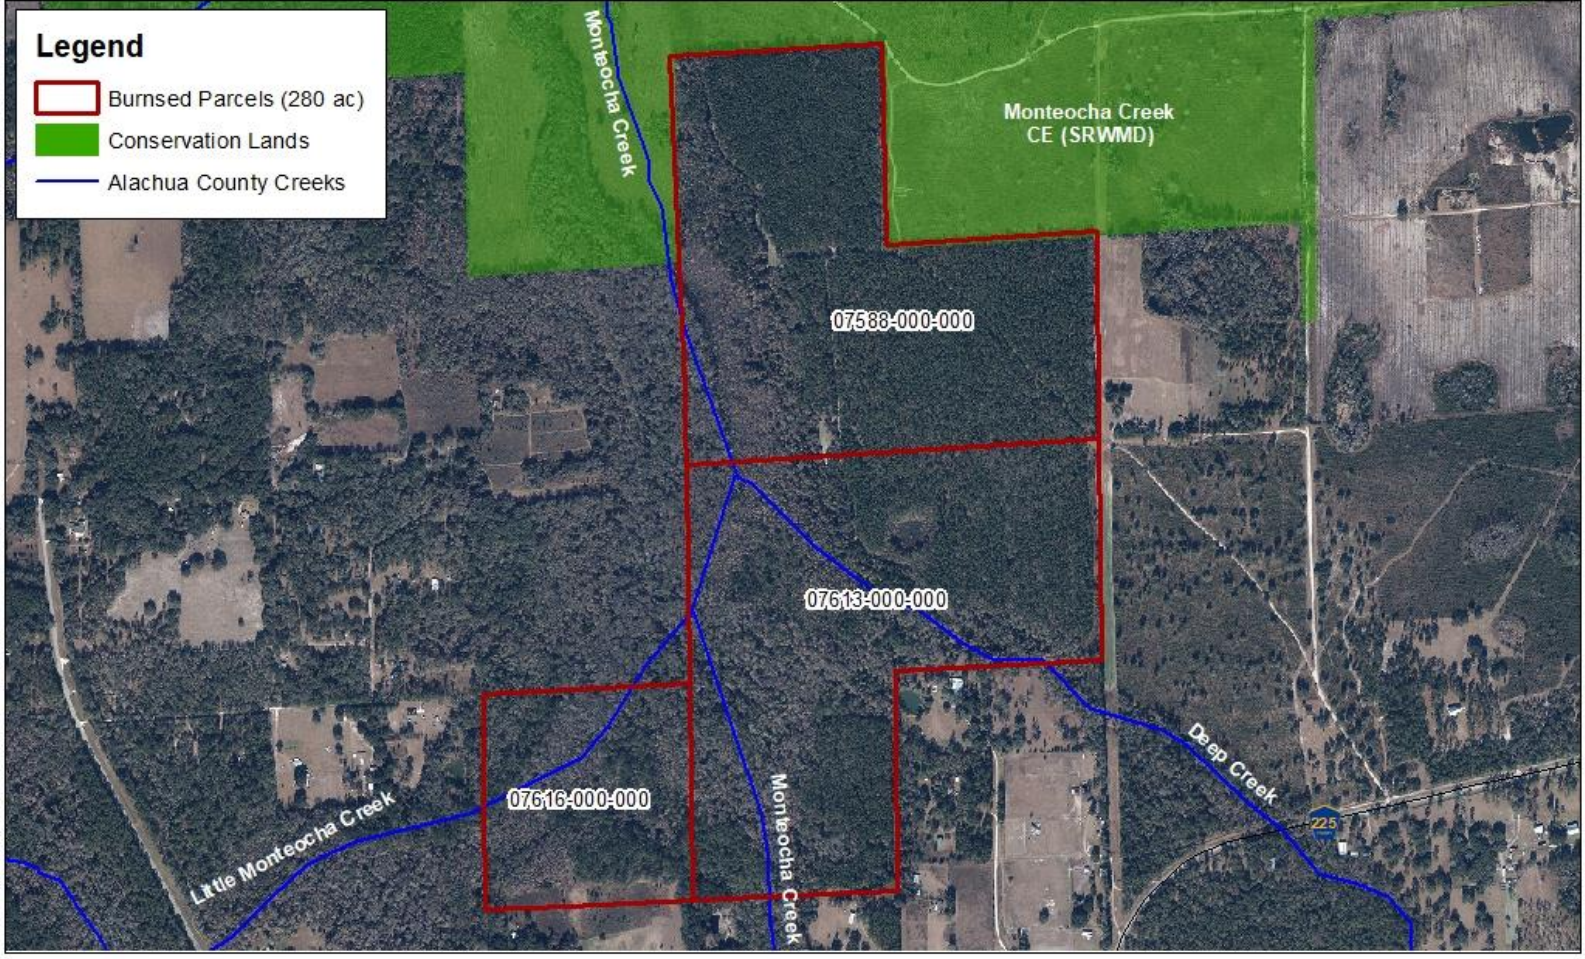 Legend
Burnsed Parcels (280 ac)
Conservation Lands
Alachua County Creeks
Monteocha Creek
Monteocha Creek
CE (SRWMD)
07588-000-000
07613-000-000
07616-000-000
Little Monteocha Creek
Monteocha Creek
Deep Creek
225